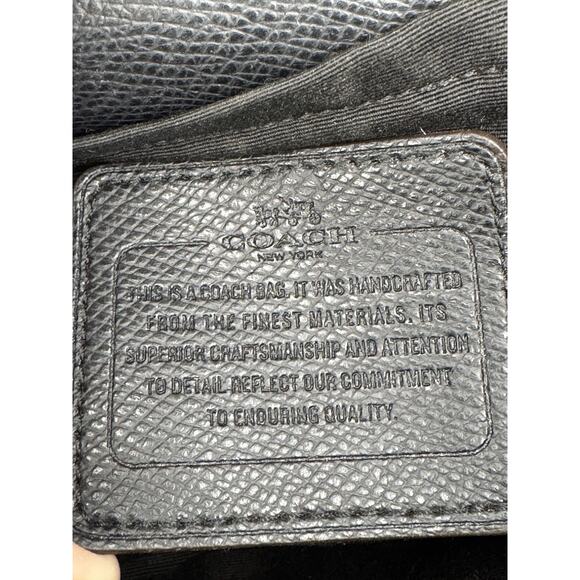 COACH
NEW YORK
THIS IS A COACH BAG. IT WAS HANDCRAFTED
FROM THE FINEST MATERIALS. ITS
SUPERIOR CRAFTSMANSHIP AND ATTENTION
TO DETAIL REFLECT OUR COMMITMENT
TO ENDURING QUALITY.